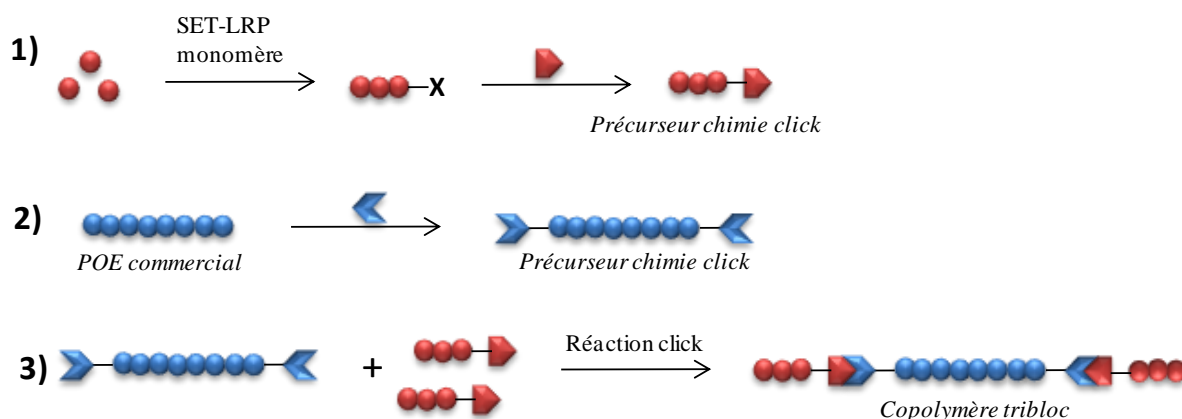 1)
SET-LRP
monomère
X
Précurseur chimie click
2)
POE commercial
Précurseur chimie click
3)
+
Réaction click
Copolymère tribloc